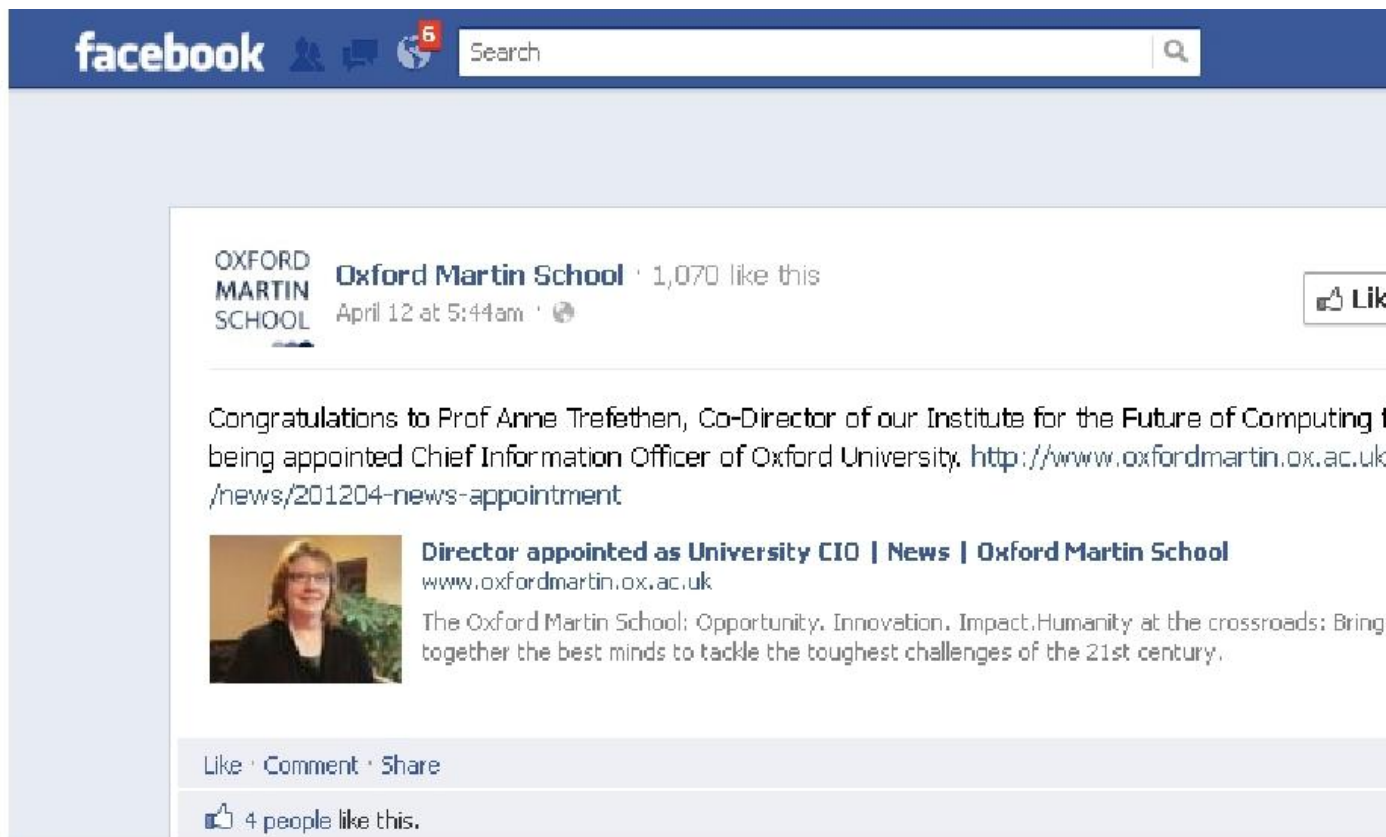 facebook
6
Search
OXFORD
MARTIN
SCHOOL
Oxford Martin School · 1,070 like this
April 12 at 5:44am ·
Lik
Congratulations to Prof Anne Trefethen, Co-Director of our Institute for the Future of Computing f
being appointed Chief Information Officer of Oxford University. http://www.oxfordmartin.ox.ac.uk
/news/201204-news-appointment
Director appointed as University CIO | News | Oxford Martin School
www.oxfordmartin.ox.ac.uk
The Oxford Martin School: Opportunity. Innovation. Impact.Humanity at the crossroads: Bring
together the best minds to tackle the toughest challenges of the 21st century.
Like · Comment · Share
4 people like this.